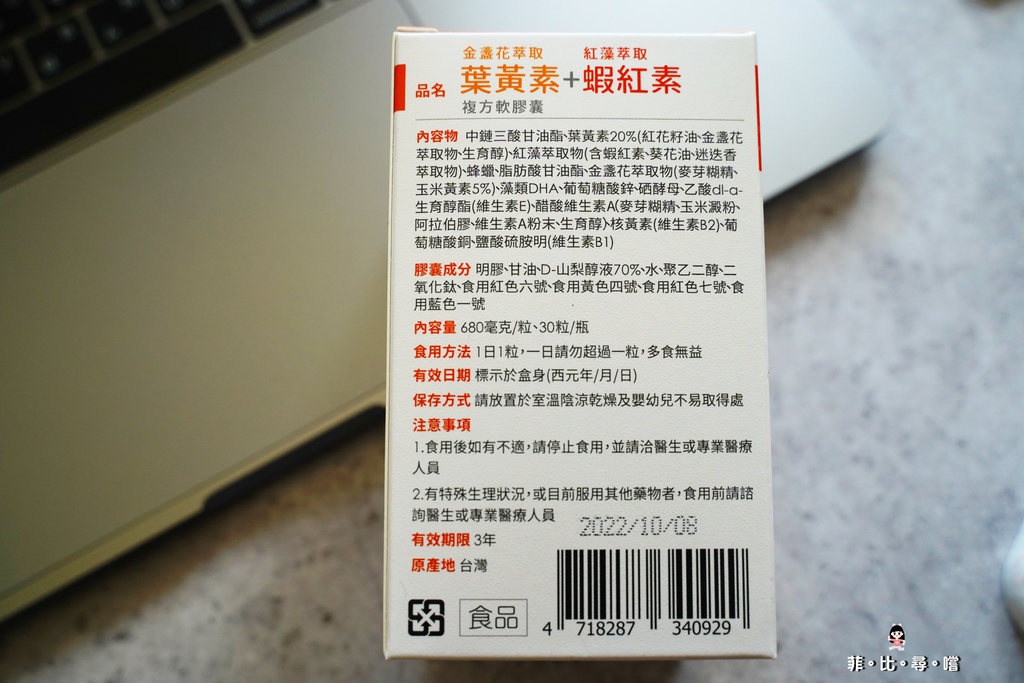 金盞花萃取 紅藻萃取
品名 葉黃素+蝦紅素
複方軟膠囊
內容物 中鏈三酸甘油酯、葉黃素20%(紅花籽油、金盞花
萃取物、生育醇)、紅藻萃取物(含蝦紅素、葵花油、迷迭香
萃取物)、蜂蠟、脂肪酸甘油酯、金盞花萃取物(麥芽糊精、
玉米黃素5%)、藻類DHA、葡萄糖酸鋅、硒酵母、乙酸dl-a-
生育醇酯(維生素E)、醋酸維生素A(麥芽糊精、玉米澱粉、
阿拉伯膠、維生素A粉末、生育醇)、核黃素(維生素B2)、葡
萄糖酸銅、鹽酸硫胺明(維生素B1)
膠囊成分 明膠、甘油、D-山梨醇液70%、水、聚乙二醇、二
氧化鈦、食用紅色六號、食用黃色四號、食用紅色七號、食
用藍色一號
內容量 680毫克/粒、30粒/瓶
食用方法 1日1粒,一日請勿超過一粒,多食無益
有效日期 標示於盒身(西元年/月/日)
保存方式 請放置於室溫陰涼乾燥及嬰幼兒不易取得處
注意事項
1.食用後如有不適,請停止食用,並請洽醫生或專業醫療
人員
2.有特殊生理狀況,或目前服用其他藥物者,食用前請諮
詢醫生或專業醫療人員
2022/10/08
有效期限 3年
原產地 台灣
食品
4 718287 340929
菲。比。尋。嚐